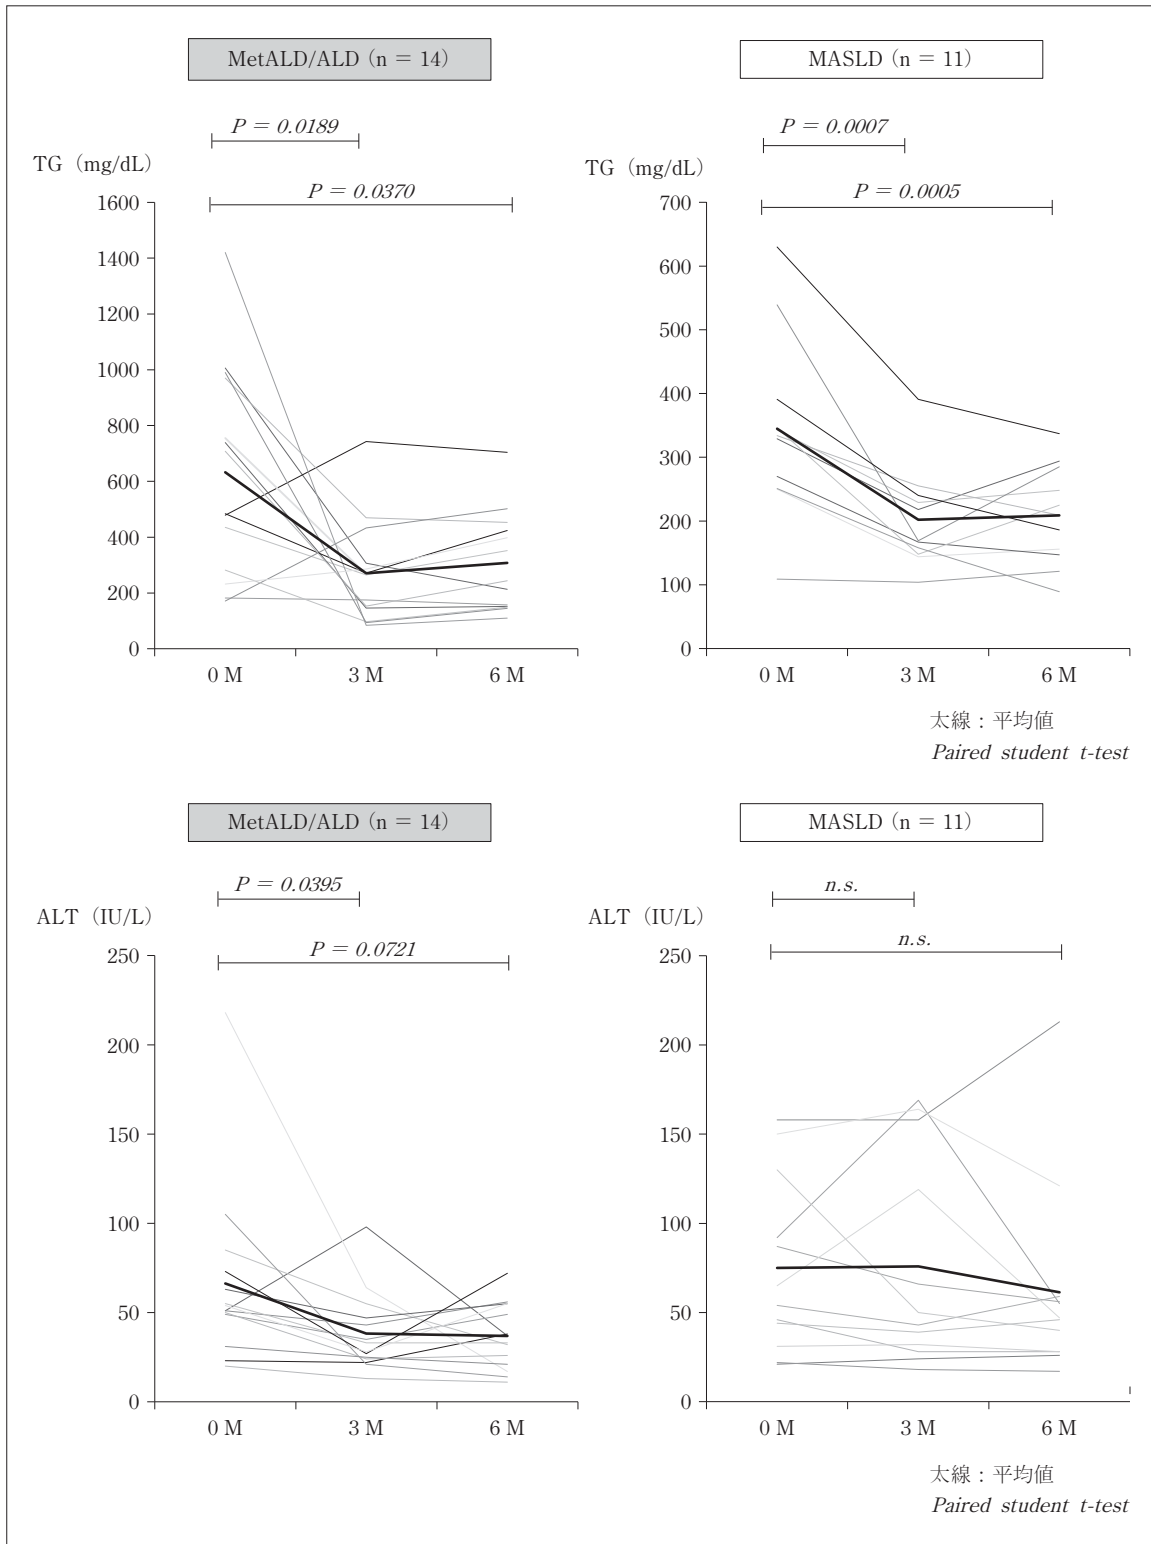 MetALD/ALD (n = 14)
MASLD (n = 11)
P = 0.0189
P = 0.0007
TG (mg/dL)
TG (mg/dL)
P = 0.0370
P = 0.0005
1600
1400
1200
1000
800
600
400
200
0
0 M
3 M
6 M
700
600
500
400
300
200
100
0
0 M
3 M
6 M
太線：平均値
Paired student t-test
MetALD/ALD (n = 14)
MASLD (n = 11)
P = 0.0395
n.s.
ALT (IU/L)
ALT (IU/L)
P = 0.0721
n.s.
250
200
150
100
50
0
0 M
3 M
6 M
250
200
150
100
50
0
0 M
3 M
6 M
太線：平均値
Paired student t-test